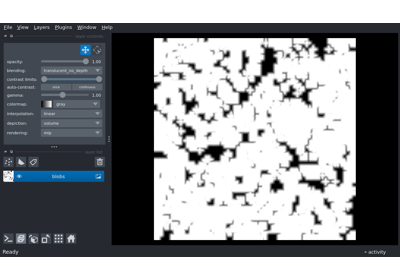 File View Layers Plugins Window Help
opacity: 1.00
blending: translucent_no_depth
contrast limits:
auto-contrast: once continuous
gamma: 1.00
colormap: gray
interpolation: linear
depiction: volume
rendering: mip
blobs
Ready activity